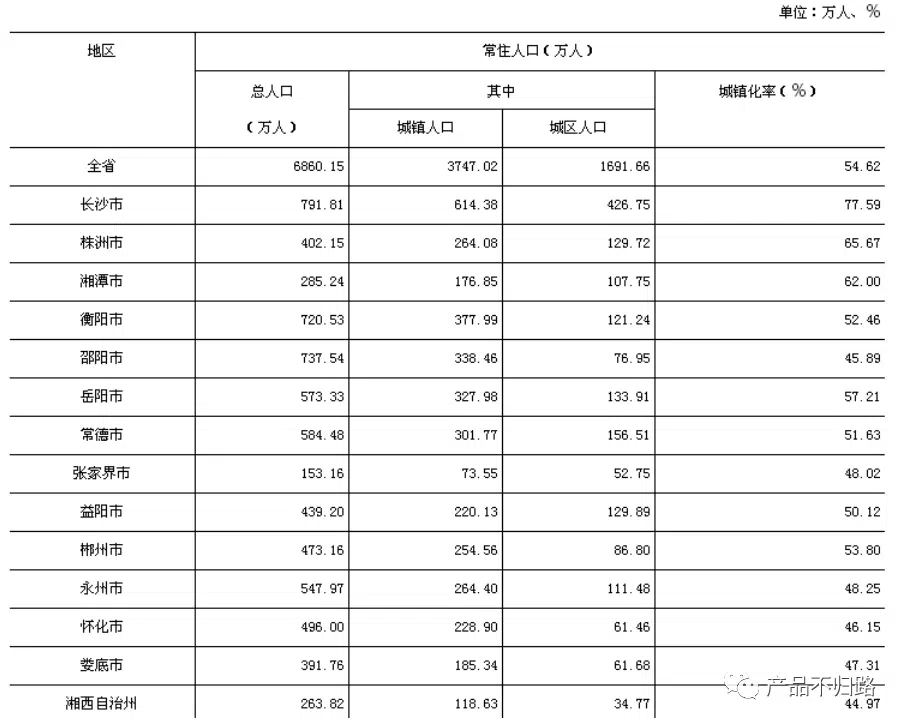 单位：万人、%
地区 常住人口（万人）
总人口 其中 城镇化率（%）
（万人） 城镇人口 城区人口
全省 6860.15 3747.02 1691.66 54.62
长沙市 791.81 614.38 426.75 77.59
株洲市 402.15 264.08 129.72 65.67
湘潭市 285.24 176.85 107.75 62.00
衡阳市 720.53 377.99 121.24 52.46
邵阳市 737.54 338.46 76.95 45.89
岳阳市 573.33 327.98 133.91 57.21
常德市 584.48 301.77 156.51 51.63
张家界市 153.16 73.55 52.75 48.02
益阳市 439.20 220.13 129.89 50.12
郴州市 473.16 254.56 86.80 53.80
永州市 547.97 264.40 111.48 48.25
怀化市 496.00 228.90 61.46 46.15
娄底市 391.76 185.34 61.68 47.31
产品不归路
湘西自治州 263.82 118.63 34.77 44.97